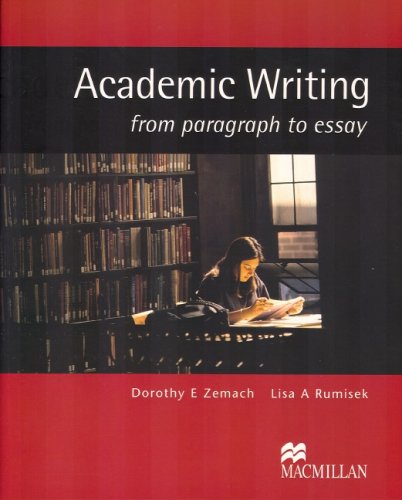 Academic Writing
from paragraph to essay
Dorothy E Zemach Lisa A Rumisek
MACMILLAN